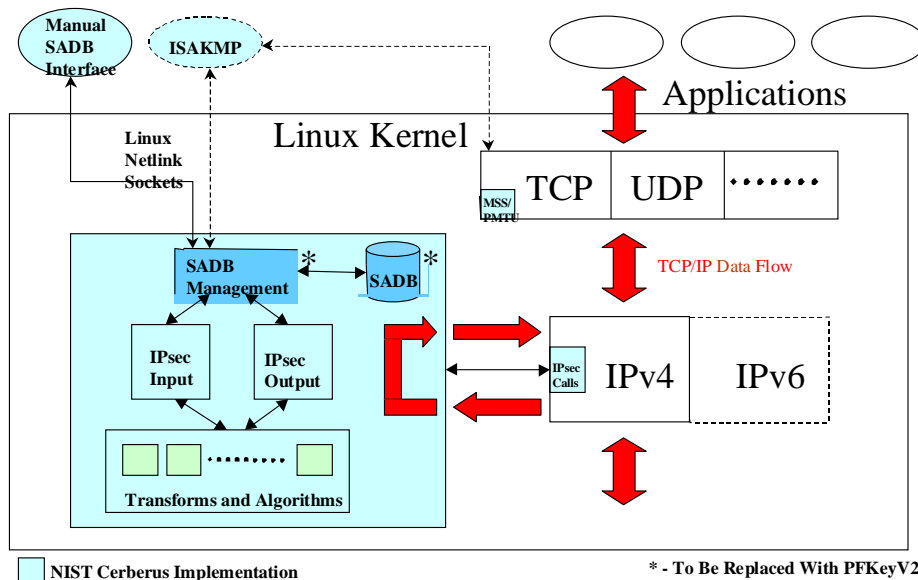 Manual
SADB
Interface
ISAKMP
Applications
Linux Kernel
Linux
Netlink
Sockets
TCP
UDP
MSS/
PMTU
TCP/IP Data Flow
SADB
Management
*
SADB
*
IPsec
Input
IPsec
Output
IPsec
Calls
IPv4
IPv6
Transforms and Algorithms
NIST Cerberus Implementation
* - To Be Replaced With PFKeyV2